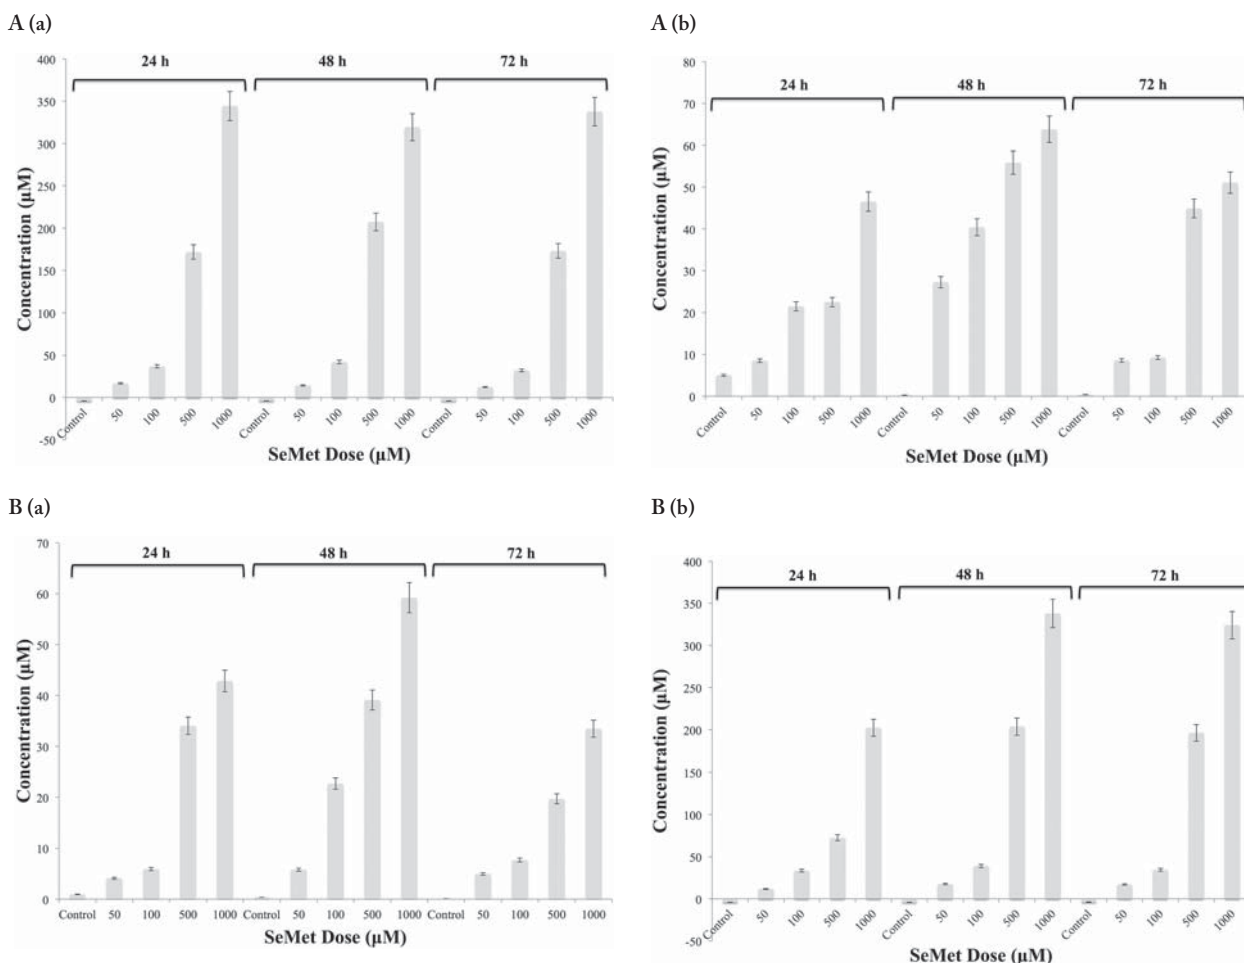 A (a)
400
350
300
250
200
150
100
50
0
-50
Concentration (µM)
24 h
48 h
72 h
Control 50 100 500 1000 Control 50 100 500 1000 Control 50 100 500 1000
SeMet Dose (µM)
A (b)
80
70
60
50
40
30
20
10
0
Concentration (µM)
24 h
48 h
72 h
Control 50 100 500 1000 Control 50 100 500 1000 Control 50 100 500 1000
SeMet Dose (µM)
B (a)
70
60
50
40
30
20
10
0
Concentration (µM)
24 h
48 h
72 h
Control 50 100 500 1000 Control 50 100 500 1000 Control 50 100 500 1000
SeMet Dose (µM)
B (b)
400
350
300
250
200
150
100
50
0
-50
Concentration (µM)
24 h
48 h
72 h
Control 50 100 500 1000 Control 50 100 500 1000 Control 50 100 500 1000
SeMet Dose (µM)